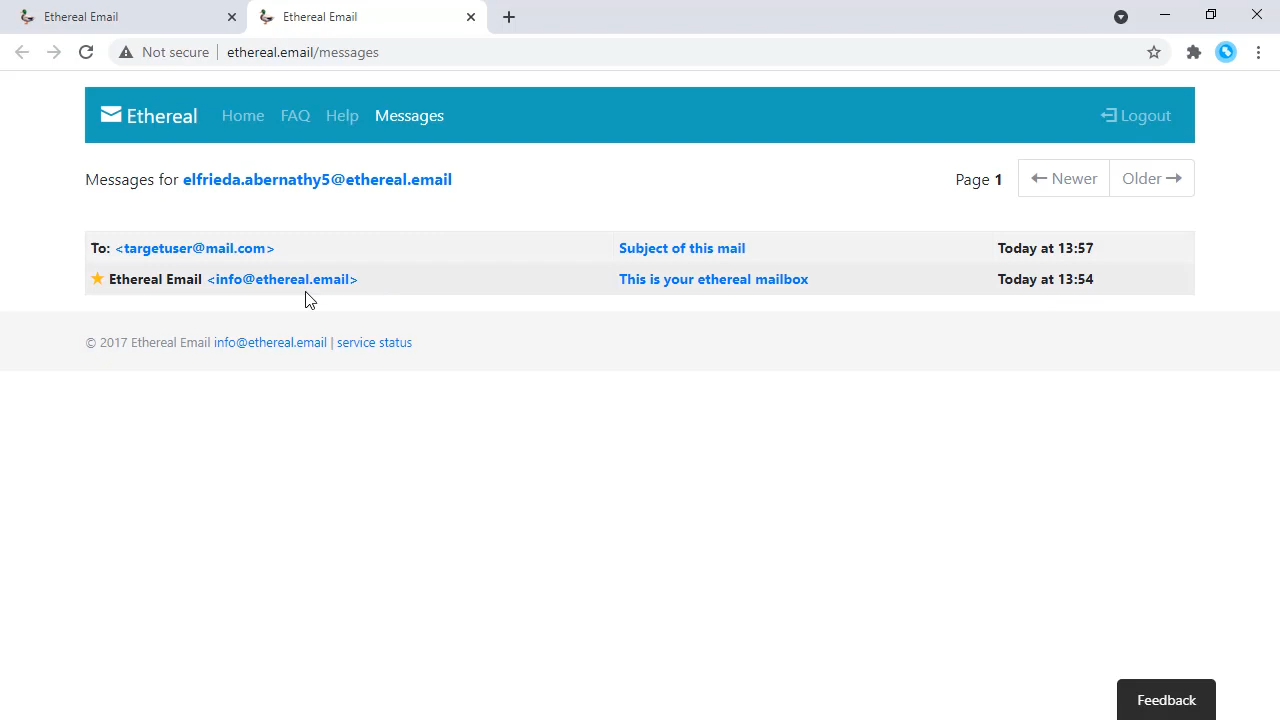 Ethereal Email
Ethereal Email
Not secure
ethereal.email/messages
Ethereal Home FAQ Help Messages Logout
Messages for elfrieda.abernathy5@ethereal.email Page 1 Newer Older
To: <targetuser@mail.com> Subject of this mail Today at 13:57
Ethereal Email <info@ethereal.email> This is your ethereal mailbox Today at 13:54
© 2017 Ethereal Email info@ethereal.email | service status
Feedback